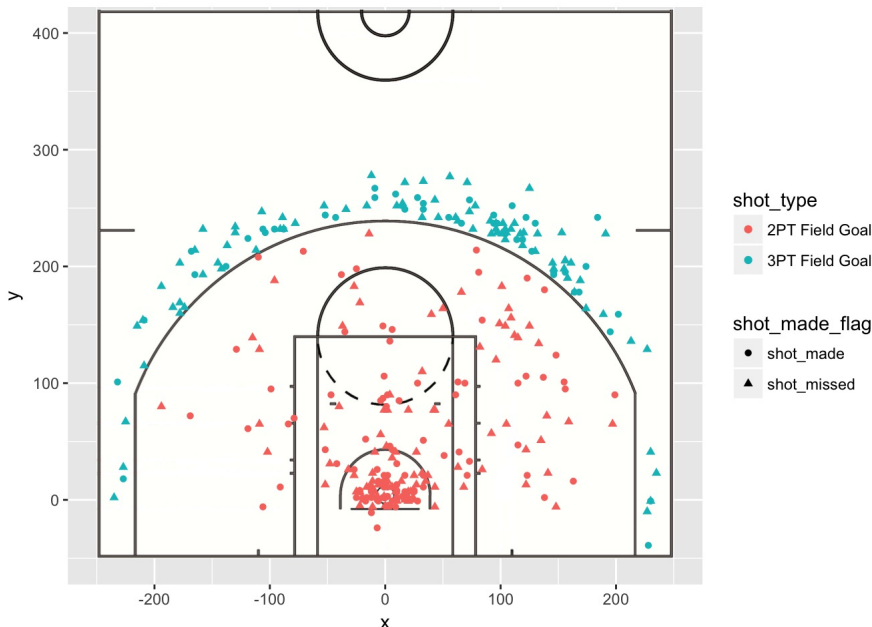 400
300
200
100
0
y
-200 -100 0 100 200
x
shot_type
2PT Field Goal
3PT Field Goal
shot_made_flag
shot_made
shot_missed